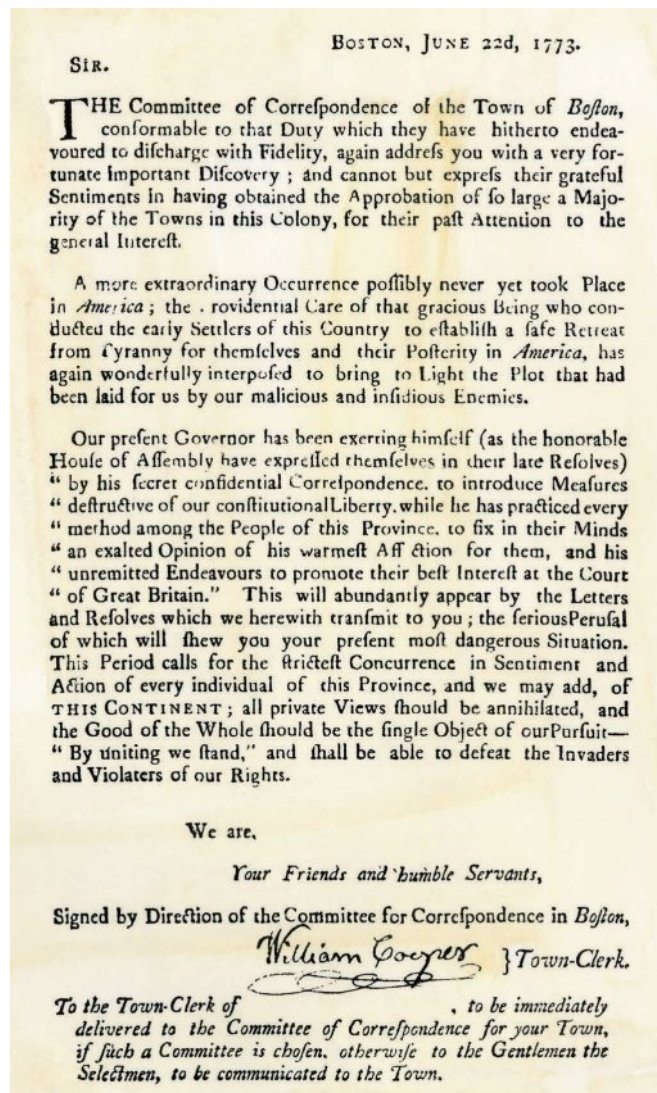 BOSTON, JUNE 22d, 1773.
SIR.
THE Committee of Correſpondence of the Town of Boſton,
conformable to that Duty which they have hitherto endea-
voured to diſcharge with Fidelity, again addreſs you with a very for-
tunate important Diſcovery ; and cannot but expreſs their grateful
Sentiments in having obtained the Approbation of ſo large a Majo-
rity of the Towns in this Colony, for their paſt Attention to the
general Intereſt.
A more extraordinary Occurrence poſſibly never yet took Place
in America ; the . rovidential Care of that gracious Being who con-
ducted the early Settlers of this Country to eſtabliſh a ſafe Retreat
from Tyranny for themſelves and their Poſterity in America, has
again wonderfully interpoſed to bring to Light the Plot that had
been laid for us by our malicious and inſidious Enemies.
Our preſent Governor has been exerting himſelf (as the honorable
Houſe of Aſſembly have expreſſed themſelves in their late Reſolves)
“ by his ſecret confidential Correſpondence. to introduce Meaſures
“ deſtructive of our conſtitutional Liberty. while he has practiced every
“ method among the People of this Province. to fix in their Minds
“ an exalted Opinion of his warmeſt Aff ction for them, and his
“ unremitted Endeavours to promote their beſt Intereſt at the Court
“ of Great Britain.” This will abundantly appear by the Letters
and Reſolves which we herewith tranſmit to you ; the ſerious Peruſal
of which will ſhew you your preſent moſt dangerous Situation.
This Period calls for the ſtricteſt Concurrence in Sentiment and
Action of every individual of this Province, and we may add, of
THIS CONTINENT ; all private Views ſhould be annihilated, and
the Good of the Whole ſhould be the ſingle Object of our Purſuit—
“ By uniting we ſtand,” and ſhall be able to defeat the Invaders
and Violaters of our Rights.
We are,
Your Friends and humble Servants,
Signed by Direction of the Committee for Correſpondence in Boſton,
William Cooper } Town-Clerk.
To the Town-Clerk of , to be immediately
delivered to the Committee of Correſpondence for your Town,
if ſuch a Committee is choſen. otherwiſe to the Gentlemen the
Selectmen, to be communicated to the Town.